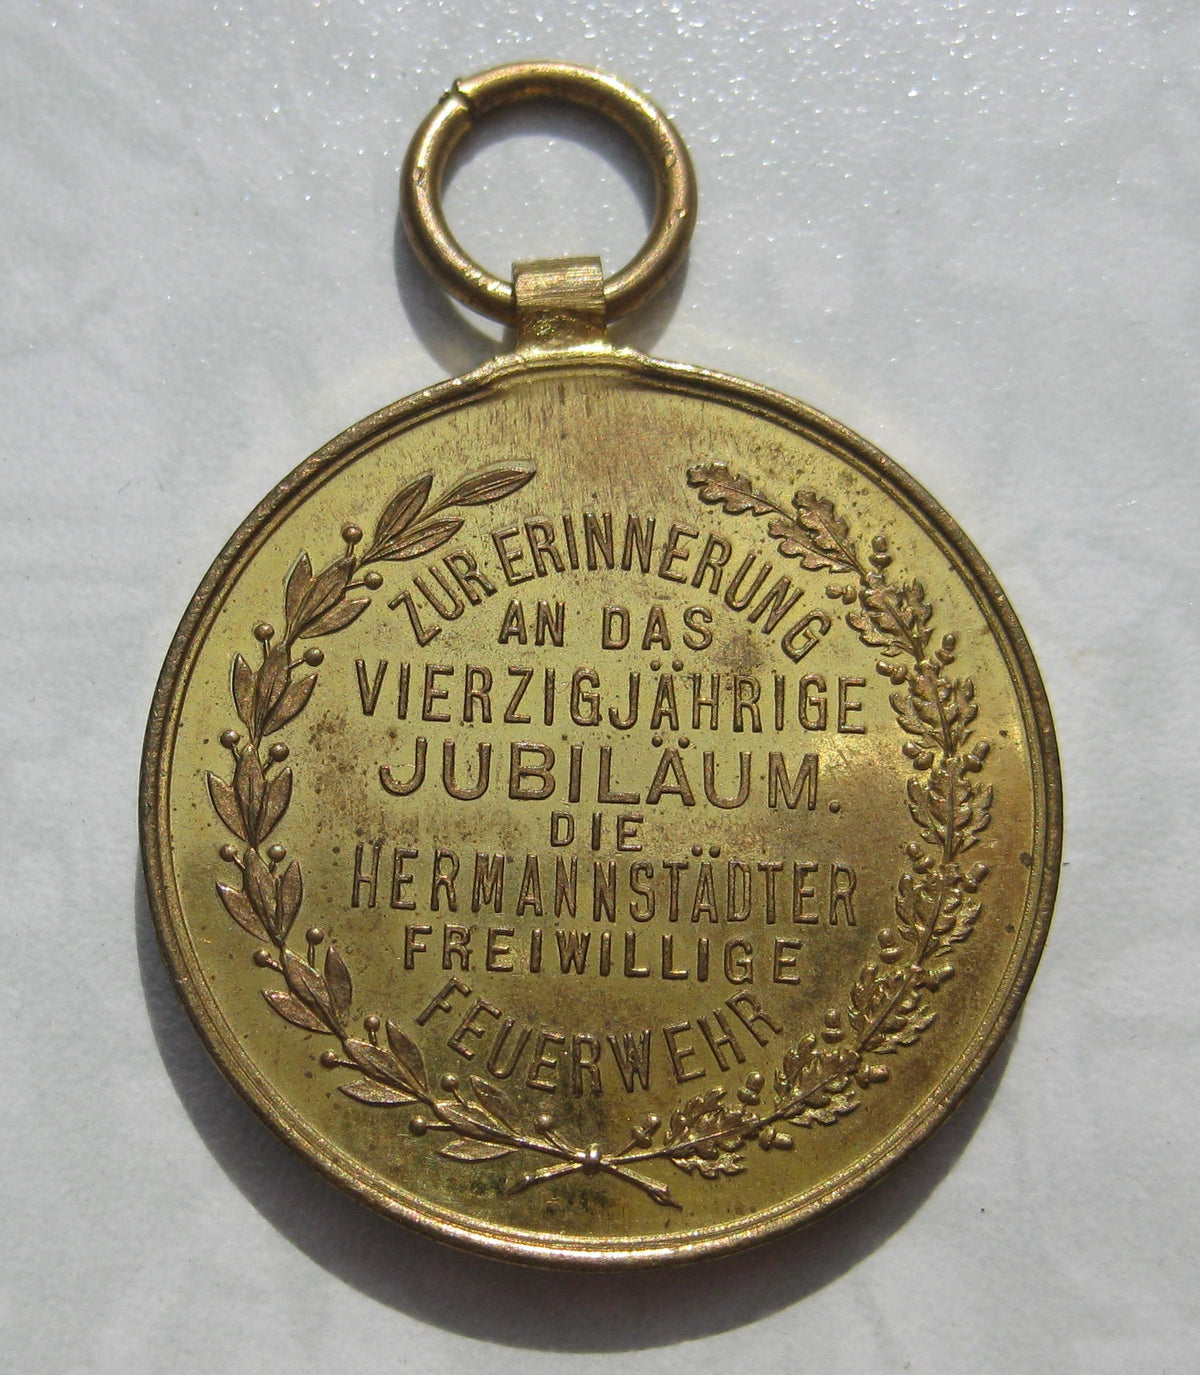 ZUR ERINNERUNG
AN DAS
VIERZIGJÄHRIGE
JUBILÄUM.
DIE
HERMANNSTÄDTER
FREIWILLIGE
FEUERWEHR